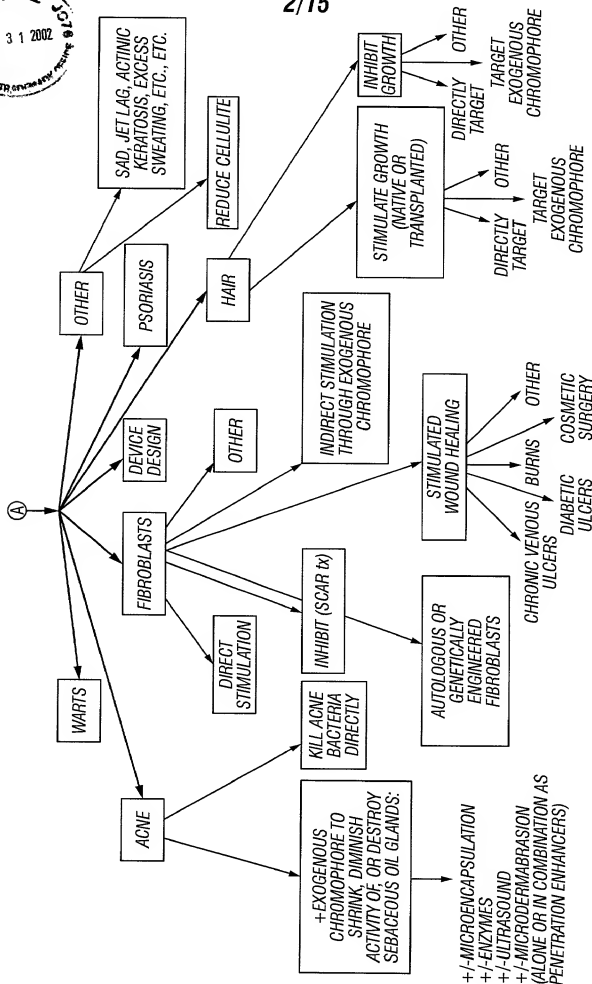 2/15
3 1 2002
JC76
A
OTHER
SAD, JET LAG, ACTINIC
KERATOSIS, EXCESS
SWEATING, ETC., ETC.
REDUCE CELLULITE
PSORIASIS
HAIR
INHIBIT
GROWTH
DIRECTLY
TARGET
TARGET
EXOGENOUS
CHROMOPHORE
OTHER
STIMULATE GROWTH
(NATIVE OR
TRANSPLANTED)
DIRECTLY
TARGET
TARGET
EXOGENOUS
CHROMOPHORE
OTHER
DEVICE
DESIGN
FIBROBLASTS
OTHER
INDIRECT STIMULATION
THROUGH EXOGENOUS
CHROMOPHORE
STIMULATED
WOUND HEALING
CHRONIC VENOUS
ULCERS
DIABETIC
ULCERS
BURNS
COSMETIC
SURGERY
OTHER
DIRECT
STIMULATION
INHIBIT (SCAR tx)
AUTOLOGOUS OR
GENETICALLY
ENGINEERED
FIBROBLASTS
WARTS
ACNE
KILL ACNE
BACTERIA
DIRECTLY
+EXOGENOUS
CHROMOPHORE TO
SHRINK, DIMINISH
ACTIVITY OF, OR DESTROY
SEBACEOUS OIL GLANDS:
+/-MICROENCAPSULATION
+/-ENZYMES
+/-ULTRASOUND
+/-MICRODERMABRASION
(ALONE OR IN COMBINATION AS
PENETRATION ENHANCERS)